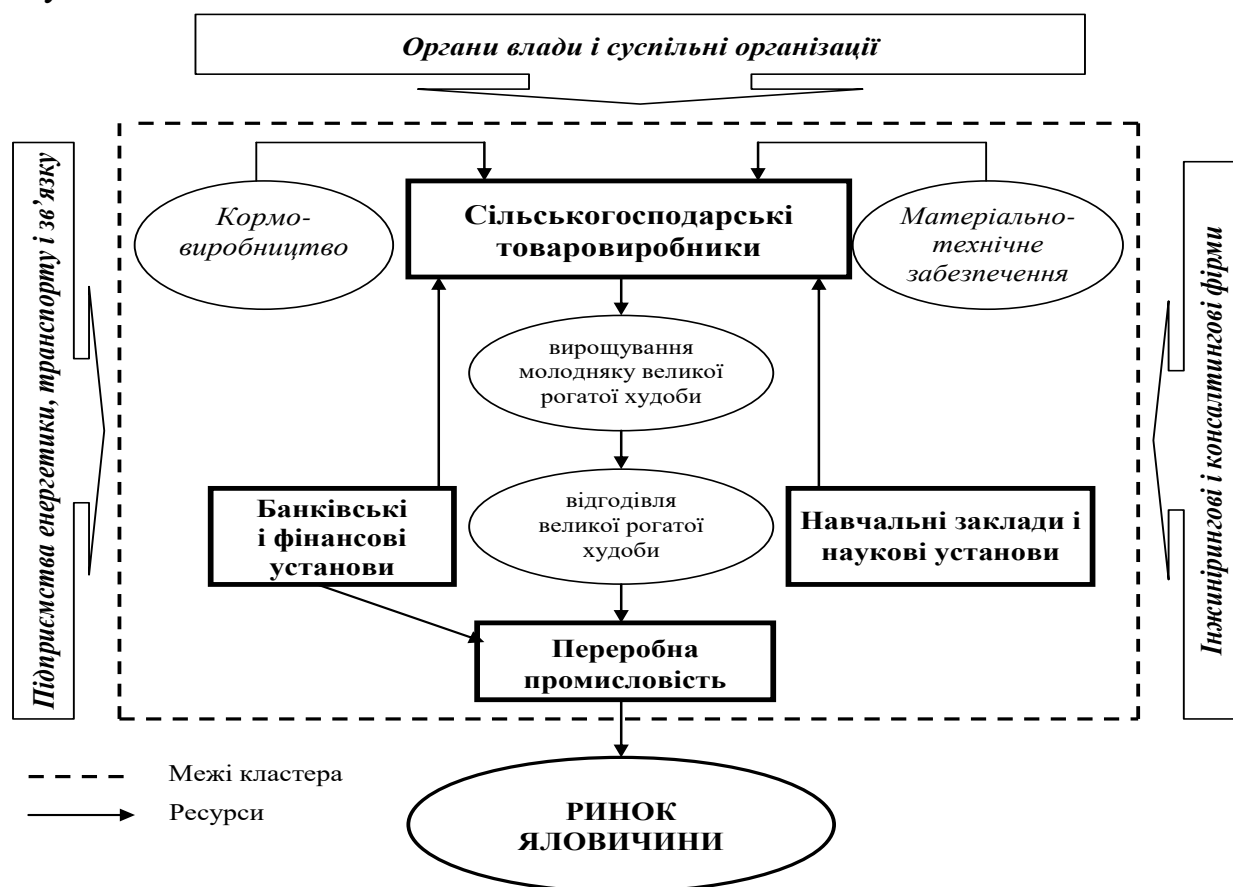 Органи влади і суспільні організації
Підприємства енергетики, транспорту і зв’язку
Кормо-
виробництво
Сільськогосподарські
товаровиробники
Матеріально-
технічне
забезпечення
Інжинірингові і консалтингові фірми
вирощування
молодняку великої
рогатої худоби
Банківські
і фінансові
установи
відгодівля
великої рогатої
худоби
Навчальні заклади і
наукові установи
Переробна
промисловість
Межі кластера
Ресурси
РИНОК
ЯЛОВИЧИНИ